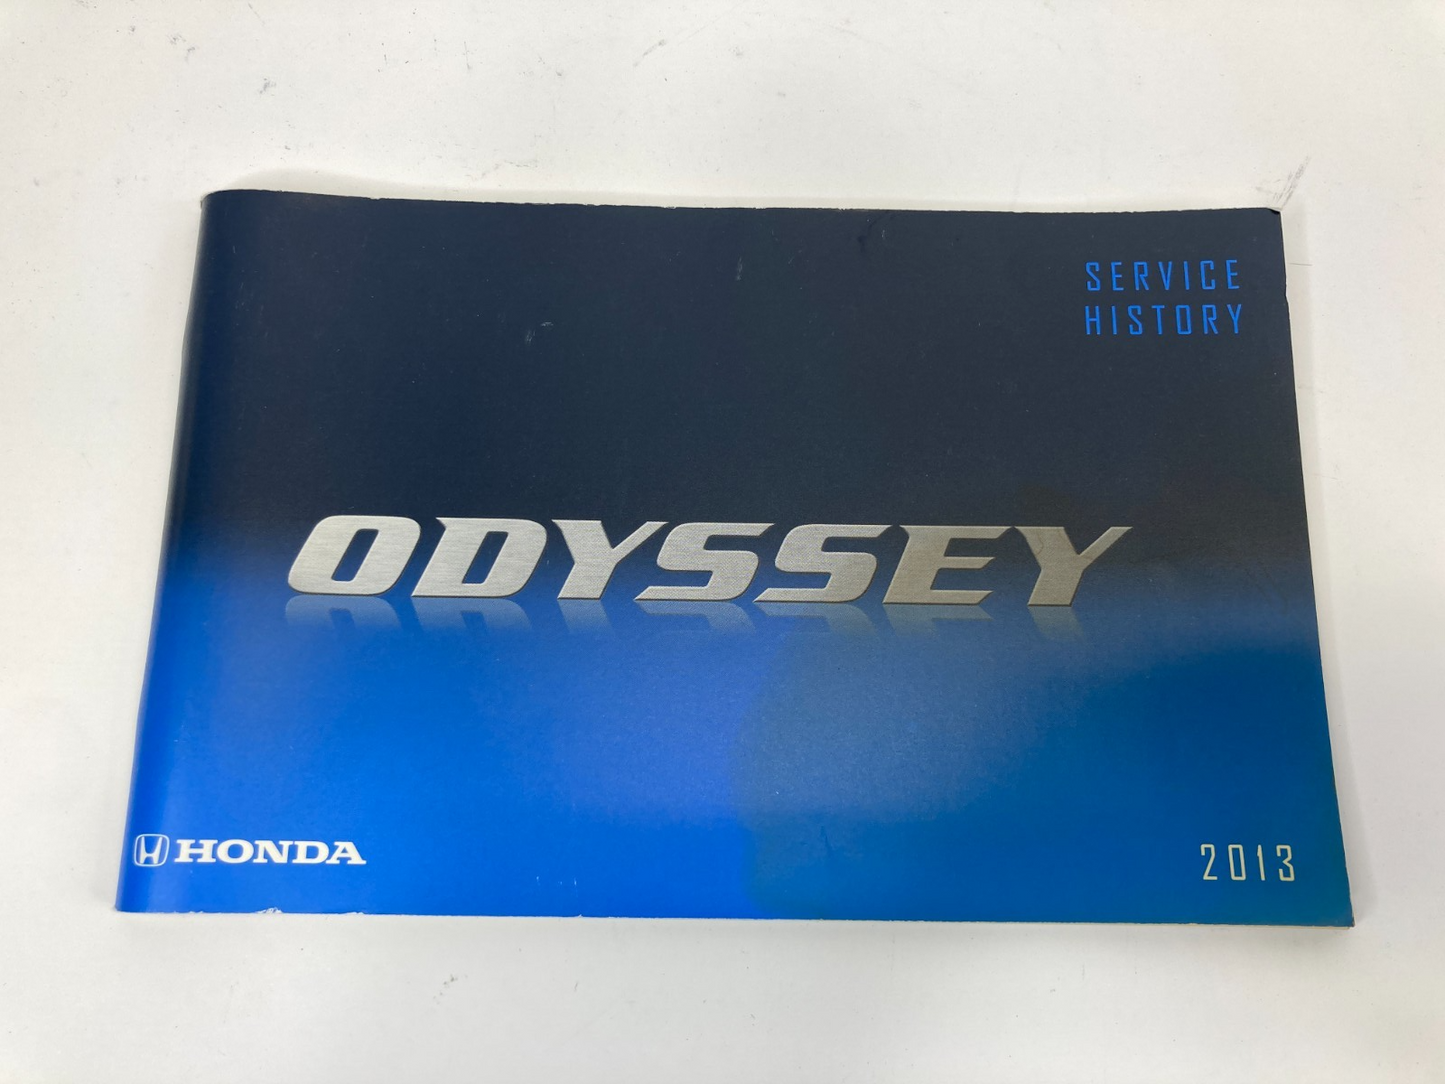 SERVICE
HISTORY
ODYSSEY
HONDA
2013